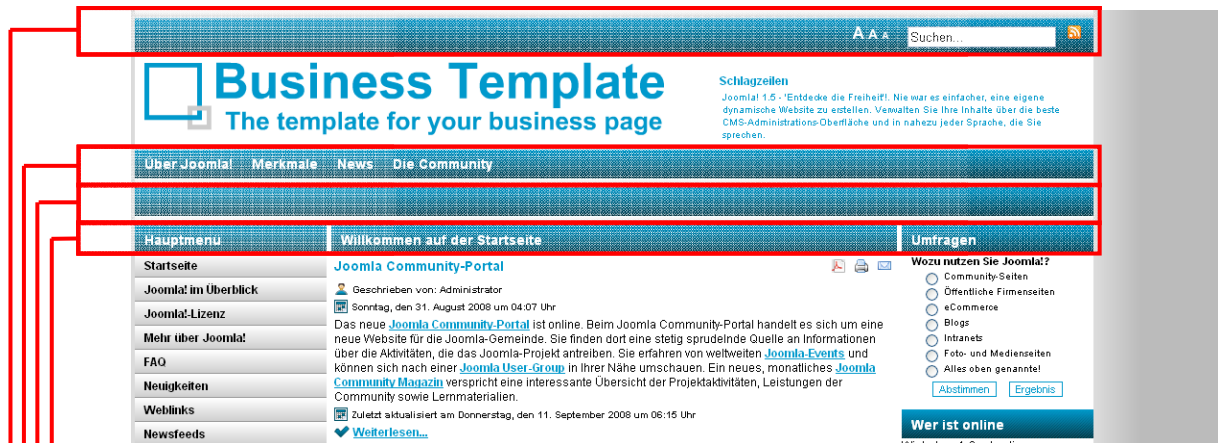 A A A Suchen...
Business Template
The template for your business page
Schlagzeilen
Joomla! 1.5 - 'Entdecke die Freiheit'!. Nie war es einfacher, eine eigene
dynamische Website zu erstellen. Verwalten Sie Ihre Inhalte über die beste
CMS-Administrations-Oberfläche und in nahezu jeder Sprache, die Sie
sprechen.
Über Joomla! Merkmale News Die Community
Hauptmenü
Startseite
Joomla! im Überblick
Joomla!-Lizenz
Mehr über Joomla!
FAQ
Neuigkeiten
Weblinks
Newsfeeds
Willkommen auf der Startseite
Joomla Community-Portal
Geschrieben von: Administrator
Sonntag, den 31. August 2008 um 04:07 Uhr
Das neue Joomla Community-Portal ist online. Beim Joomla Community-Portal handelt es sich um eine
neue Website für die Joomla-Gemeinde. Sie finden dort eine stetig sprudelnde Quelle an Informationen
über die Aktivitäten, die das Joomla-Projekt antreiben. Sie erfahren von weltweiten Joomla-Events und
können sich nach einer Joomla User-Group in Ihrer Nähe umschauen. Ein neues, monatliches Joomla
Community Magazin verspricht eine interessante Übersicht der Projektaktivitäten, Leistungen der
Community sowie Lernmaterialien.
Zuletzt aktualisiert am Donnerstag, den 11. September 2008 um 06:15 Uhr
Weiterlesen...
Umfragen
Wozu nutzen Sie Joomla!?
Community-Seiten
Öffentliche Firmenseiten
eCommerce
Blogs
Intranets
Foto- und Medienseiten
Alles oben genannte!
Abstimmen Ergebnis
Wer ist online